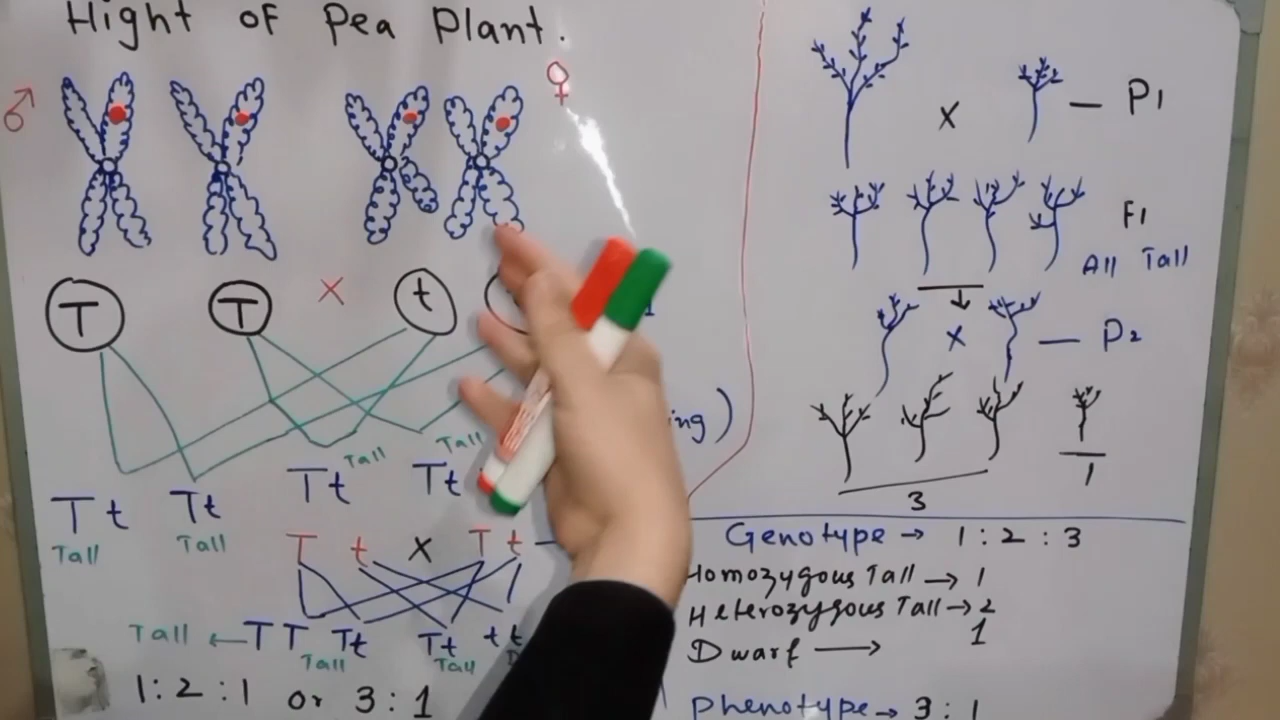 Hight of Pea Plant.
♂ ♀
T T × t
Tt Tt Tt Tt
Tall Tall Tall Tall
T t × T t
Tall ← TT Tt Tt tt
Tall Tall
1:2:1 or 3:1
× — P1
F1
All Tall
× — P2
3 1
Genotype → 1:2:3
Homozygous Tall → 1
Heterozygous Tall → 2
Dwarf → 1
Phenotype → 3:1